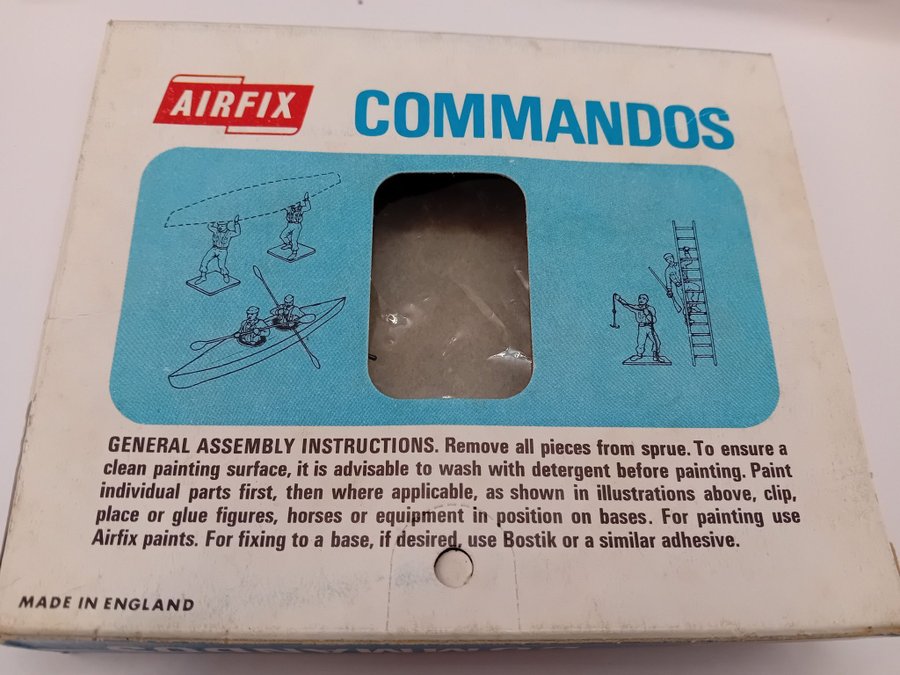 AIRFIX COMMANDOS
GENERAL ASSEMBLY INSTRUCTIONS. Remove all pieces from sprue. To ensure a
clean painting surface, it is advisable to wash with detergent before painting. Paint
individual parts first, then where applicable, as shown in illustrations above, clip,
place or glue figures, horses or equipment in position on bases. For painting use
Airfix paints. For fixing to a base, if desired, use Bostik or a similar adhesive.
MADE IN ENGLAND